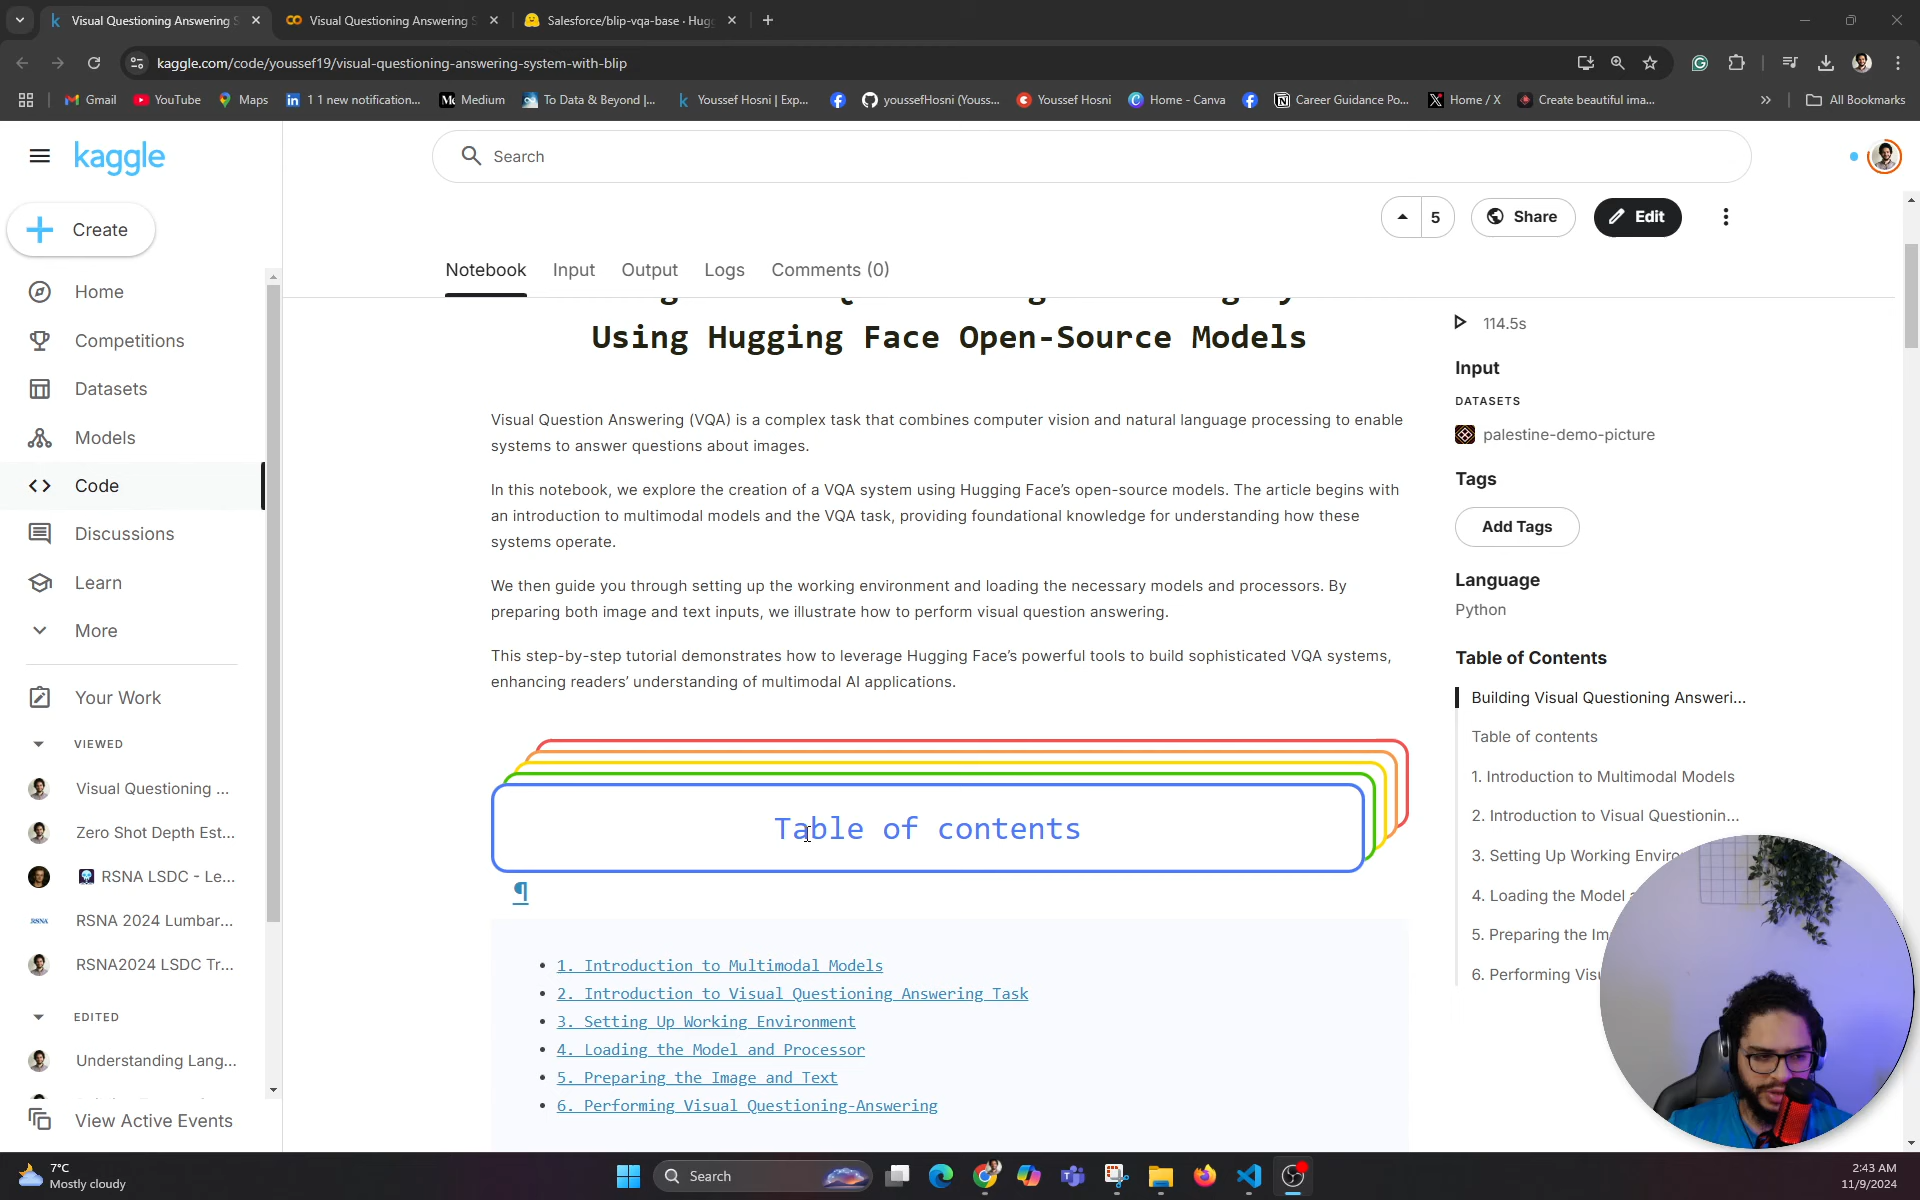 Visual Questioning Answering S
Visual Questioning Answering S
Salesforce/blip-vqa-base · Hugg
kaggle.com/code/youssef19/visual-questioning-answering-system-with-blip
Gmail
YouTube
Maps
1 1 new notification...
Medium
To Data & Beyond |...
Youssef Hosni | Exp...
youssefHosni (Youss...
Youssef Hosni
Home - Canva
Career Guidance Po...
Home / X
Create beautiful ima...
All Bookmarks
kaggle
Search
Create
5
Share
Edit
Notebook
Input
Output
Logs
Comments (0)
Home
Competitions
Datasets
Models
Code
Discussions
Learn
More
Your Work
VIEWED
Visual Questioning ...
Zero Shot Depth Est...
RSNA LSDC - Le...
RSNA 2024 Lumbar...
RSNA2024 LSDC Tr...
EDITED
Understanding Lang...
View Active Events
Using Hugging Face Open-Source Models
Visual Question Answering (VQA) is a complex task that combines computer vision and natural language processing to enable
systems to answer questions about images.
In this notebook, we explore the creation of a VQA system using Hugging Face’s open-source models. The article begins with
an introduction to multimodal models and the VQA task, providing foundational knowledge for understanding how these
systems operate.
We then guide you through setting up the working environment and loading the necessary models and processors. By
preparing both image and text inputs, we illustrate how to perform visual question answering.
This step-by-step tutorial demonstrates how to leverage Hugging Face’s powerful tools to build sophisticated VQA systems,
enhancing readers’ understanding of multimodal AI applications.
Table of contents
¶
• 1. Introduction to Multimodal Models
• 2. Introduction to Visual Questioning Answering Task
• 3. Setting Up Working Environment
• 4. Loading the Model and Processor
• 5. Preparing the Image and Text
• 6. Performing Visual Questioning-Answering
114.5s
Input
DATASETS
palestine-demo-picture
Tags
Add Tags
Language
Python
Table of Contents
Building Visual Questioning Answeri...
Table of contents
1. Introduction to Multimodal Models
2. Introduction to Visual Questionin...
3. Setting Up Working Enviro
4. Loading the Model
5. Preparing the Im
6. Performing Visu
7°C
Mostly cloudy
Search
2:43 AM
11/9/2024